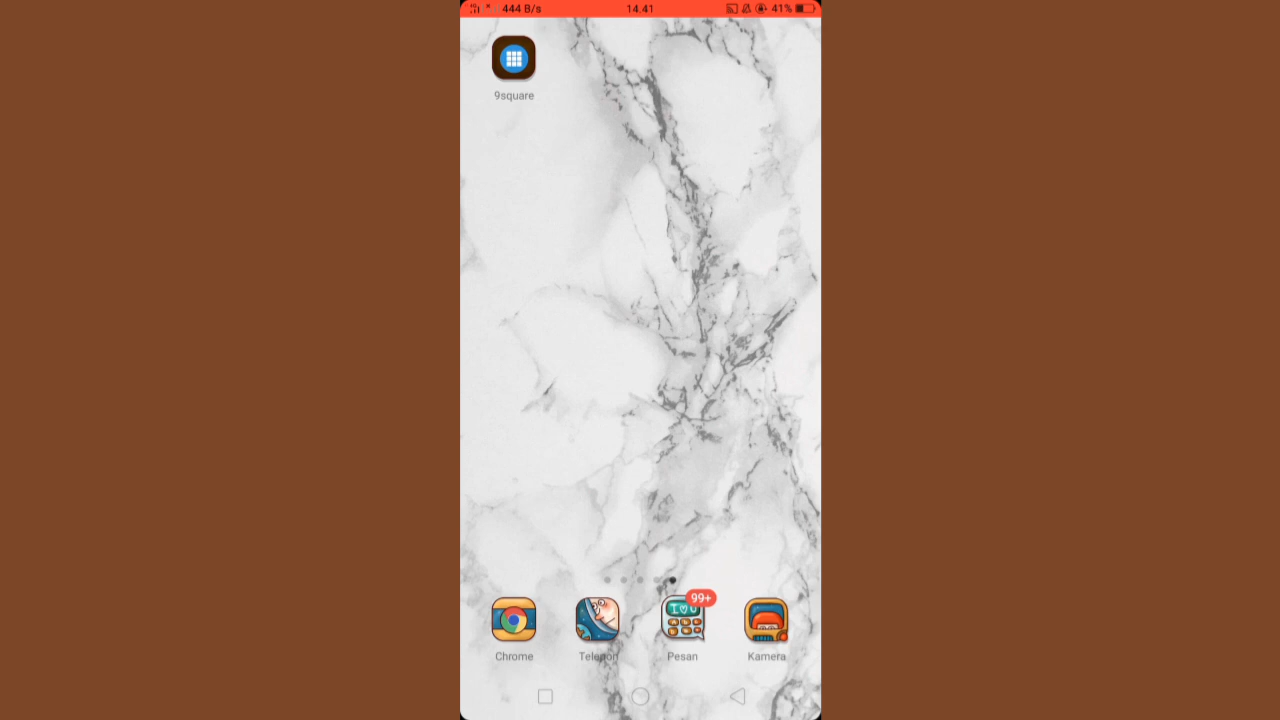 444 B/s
14.41
41%
9square
99+
I♡U
Chrome
Telepon
Pesan
Kamera